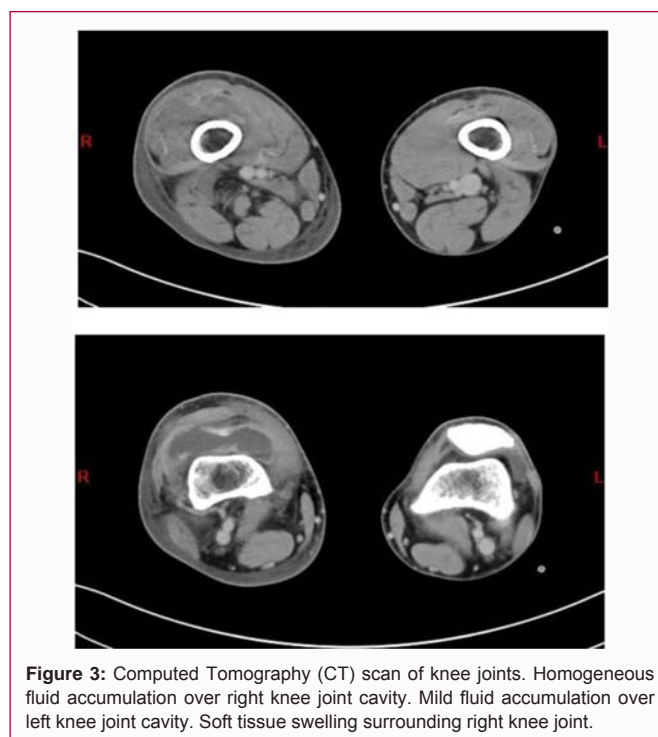 R L
R L
Figure 3: Computed Tomography (CT) scan of knee joints. Homogeneous
fluid accumulation over right knee joint cavity. Mild fluid accumulation over
left knee joint cavity. Soft tissue swelling surrounding right knee joint.